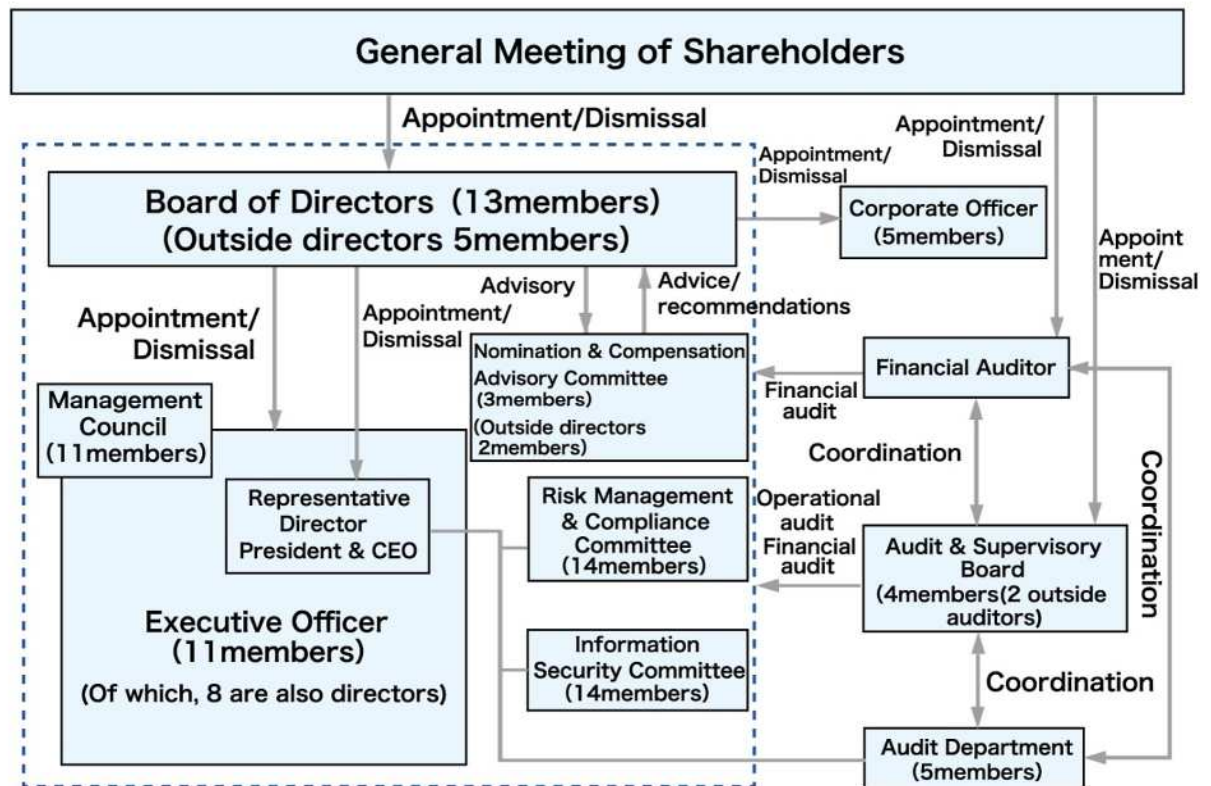 General Meeting of Shareholders
Appointment/Dismissal
Appointment/
Dismissal
Appointment/
Dismissal
Board of Directors (13members)
(Outside directors 5members)
Corporate Officer
(5members)
Appoint
ment/
Dismissal
Advisory
Advice/
recommendations
Appointment/
Dismissal
Appointment/
Dismissal
Nomination & Compensation
Advisory Committee
(3members)
(Outside directors
2members)
Financial Auditor
Financial
audit
Management
Council
(11members)
Coordination
Coordination
Representative
Director
President & CEO
Risk Management
& Compliance
Committee
(14members)
Operational
audit
Financial
audit
Audit & Supervisory
Board
(4members(2 outside
auditors)
Executive Officer
(11members)
(Of which, 8 are also directors)
Information
Security Committee
(14members)
Coordination
Audit Department
(5members)